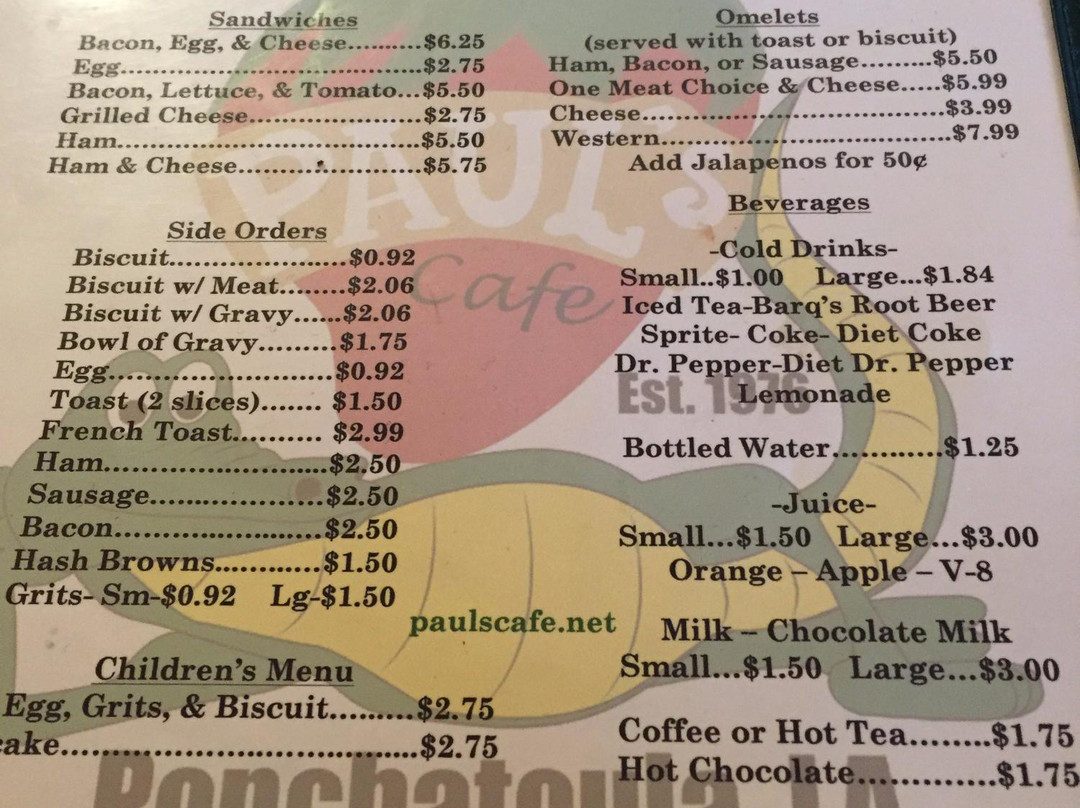 Sandwiches
Bacon, Egg, & Cheese..........$6.25
Egg.....................................$2.75
Bacon, Lettuce, & Tomato...$5.50
Grilled Cheese.......................$2.75
Ham.......................................$5.50
Ham & Cheese.........................$5.75
Side Orders
Biscuit.......................$0.92
Biscuit w/ Meat........$2.06
Biscuit w/ Gravy......$2.06
Bowl of Gravy..........$1.75
Egg............................$0.92
Toast (2 slices)....... $1.50
French Toast.......... $2.99
Ham............................$2.50
Sausage.....................$2.50
Bacon.........................$2.50
Hash Browns............$1.50
Grits- Sm-$0.92 Lg-$1.50
Children's Menu
Egg, Grits, & Biscuit.........$2.75
cake.......................................$2.75
Omelets
(served with toast or biscuit)
Ham, Bacon, or Sausage.........$5.50
One Meat Choice & Cheese.....$5.99
Cheese....................................$3.99
Western...................................$7.99
Add Jalapenos for 50¢
Beverages
-Cold Drinks-
Small..$1.00 Large...$1.84
Iced Tea-Barq's Root Beer
Sprite- Coke- Diet Coke
Dr. Pepper-Diet Dr. Pepper
Lemonade
Bottled Water............$1.25
-Juice-
Small...$1.50 Large...$3.00
Orange – Apple – V-8
Milk – Chocolate Milk
Small...$1.50 Large...$3.00
Coffee or Hot Tea........$1.75
Hot Chocolate.............$1.75
paulscafe.net
PAUL's
Cafe
Est. 1976
Ponchatoula LA